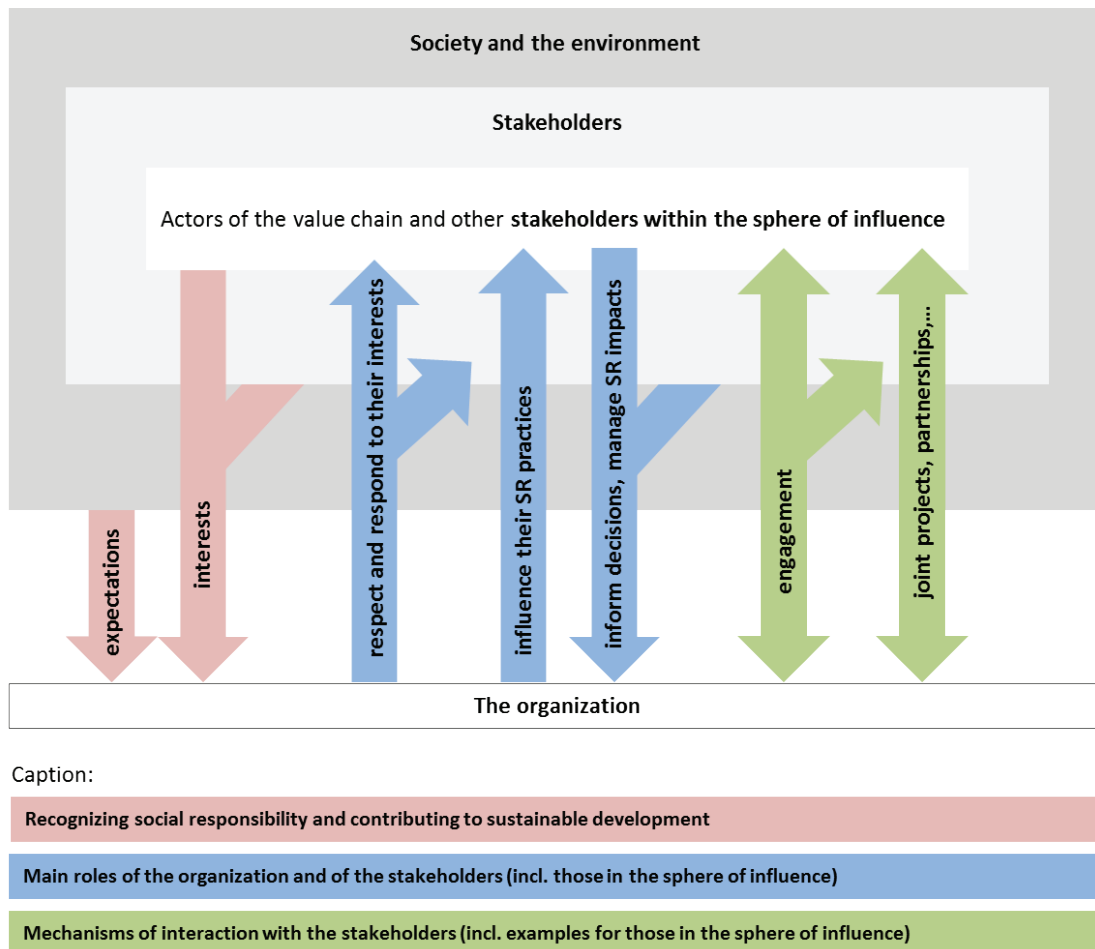 Society and the environment
Stakeholders
Actors of the value chain and other stakeholders within the sphere of influence
expectations
interests
respect and respond to their interests
influence their SR practices
inform decisions, manage SR impacts
engagement
joint projects, partnerships,...
The organization
Caption:
Recognizing social responsibility and contributing to sustainable development
Main roles of the organization and of the stakeholders (incl. those in the sphere of influence)
Mechanisms of interaction with the stakeholders (incl. examples for those in the sphere of influence)